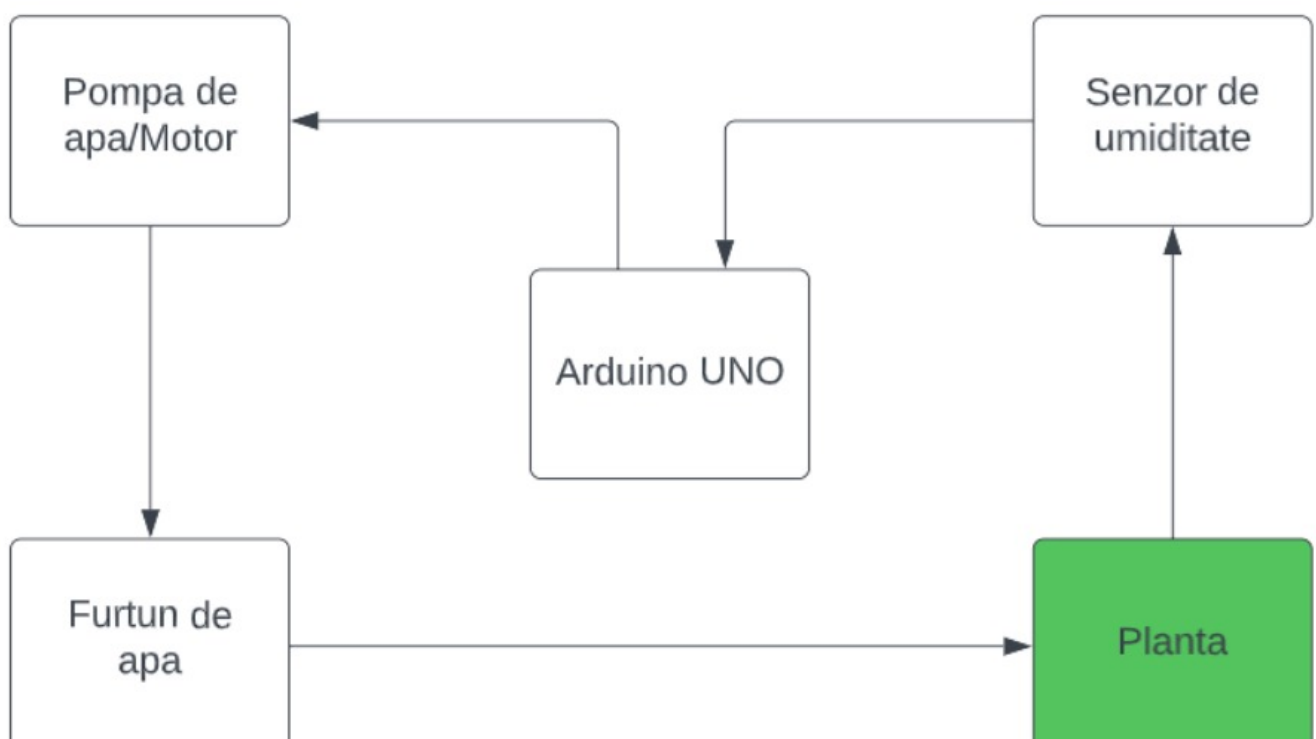 Pompa de
apa/Motor
Senzor de
umiditate
Arduino UNO
Furtun de
apa
Planta